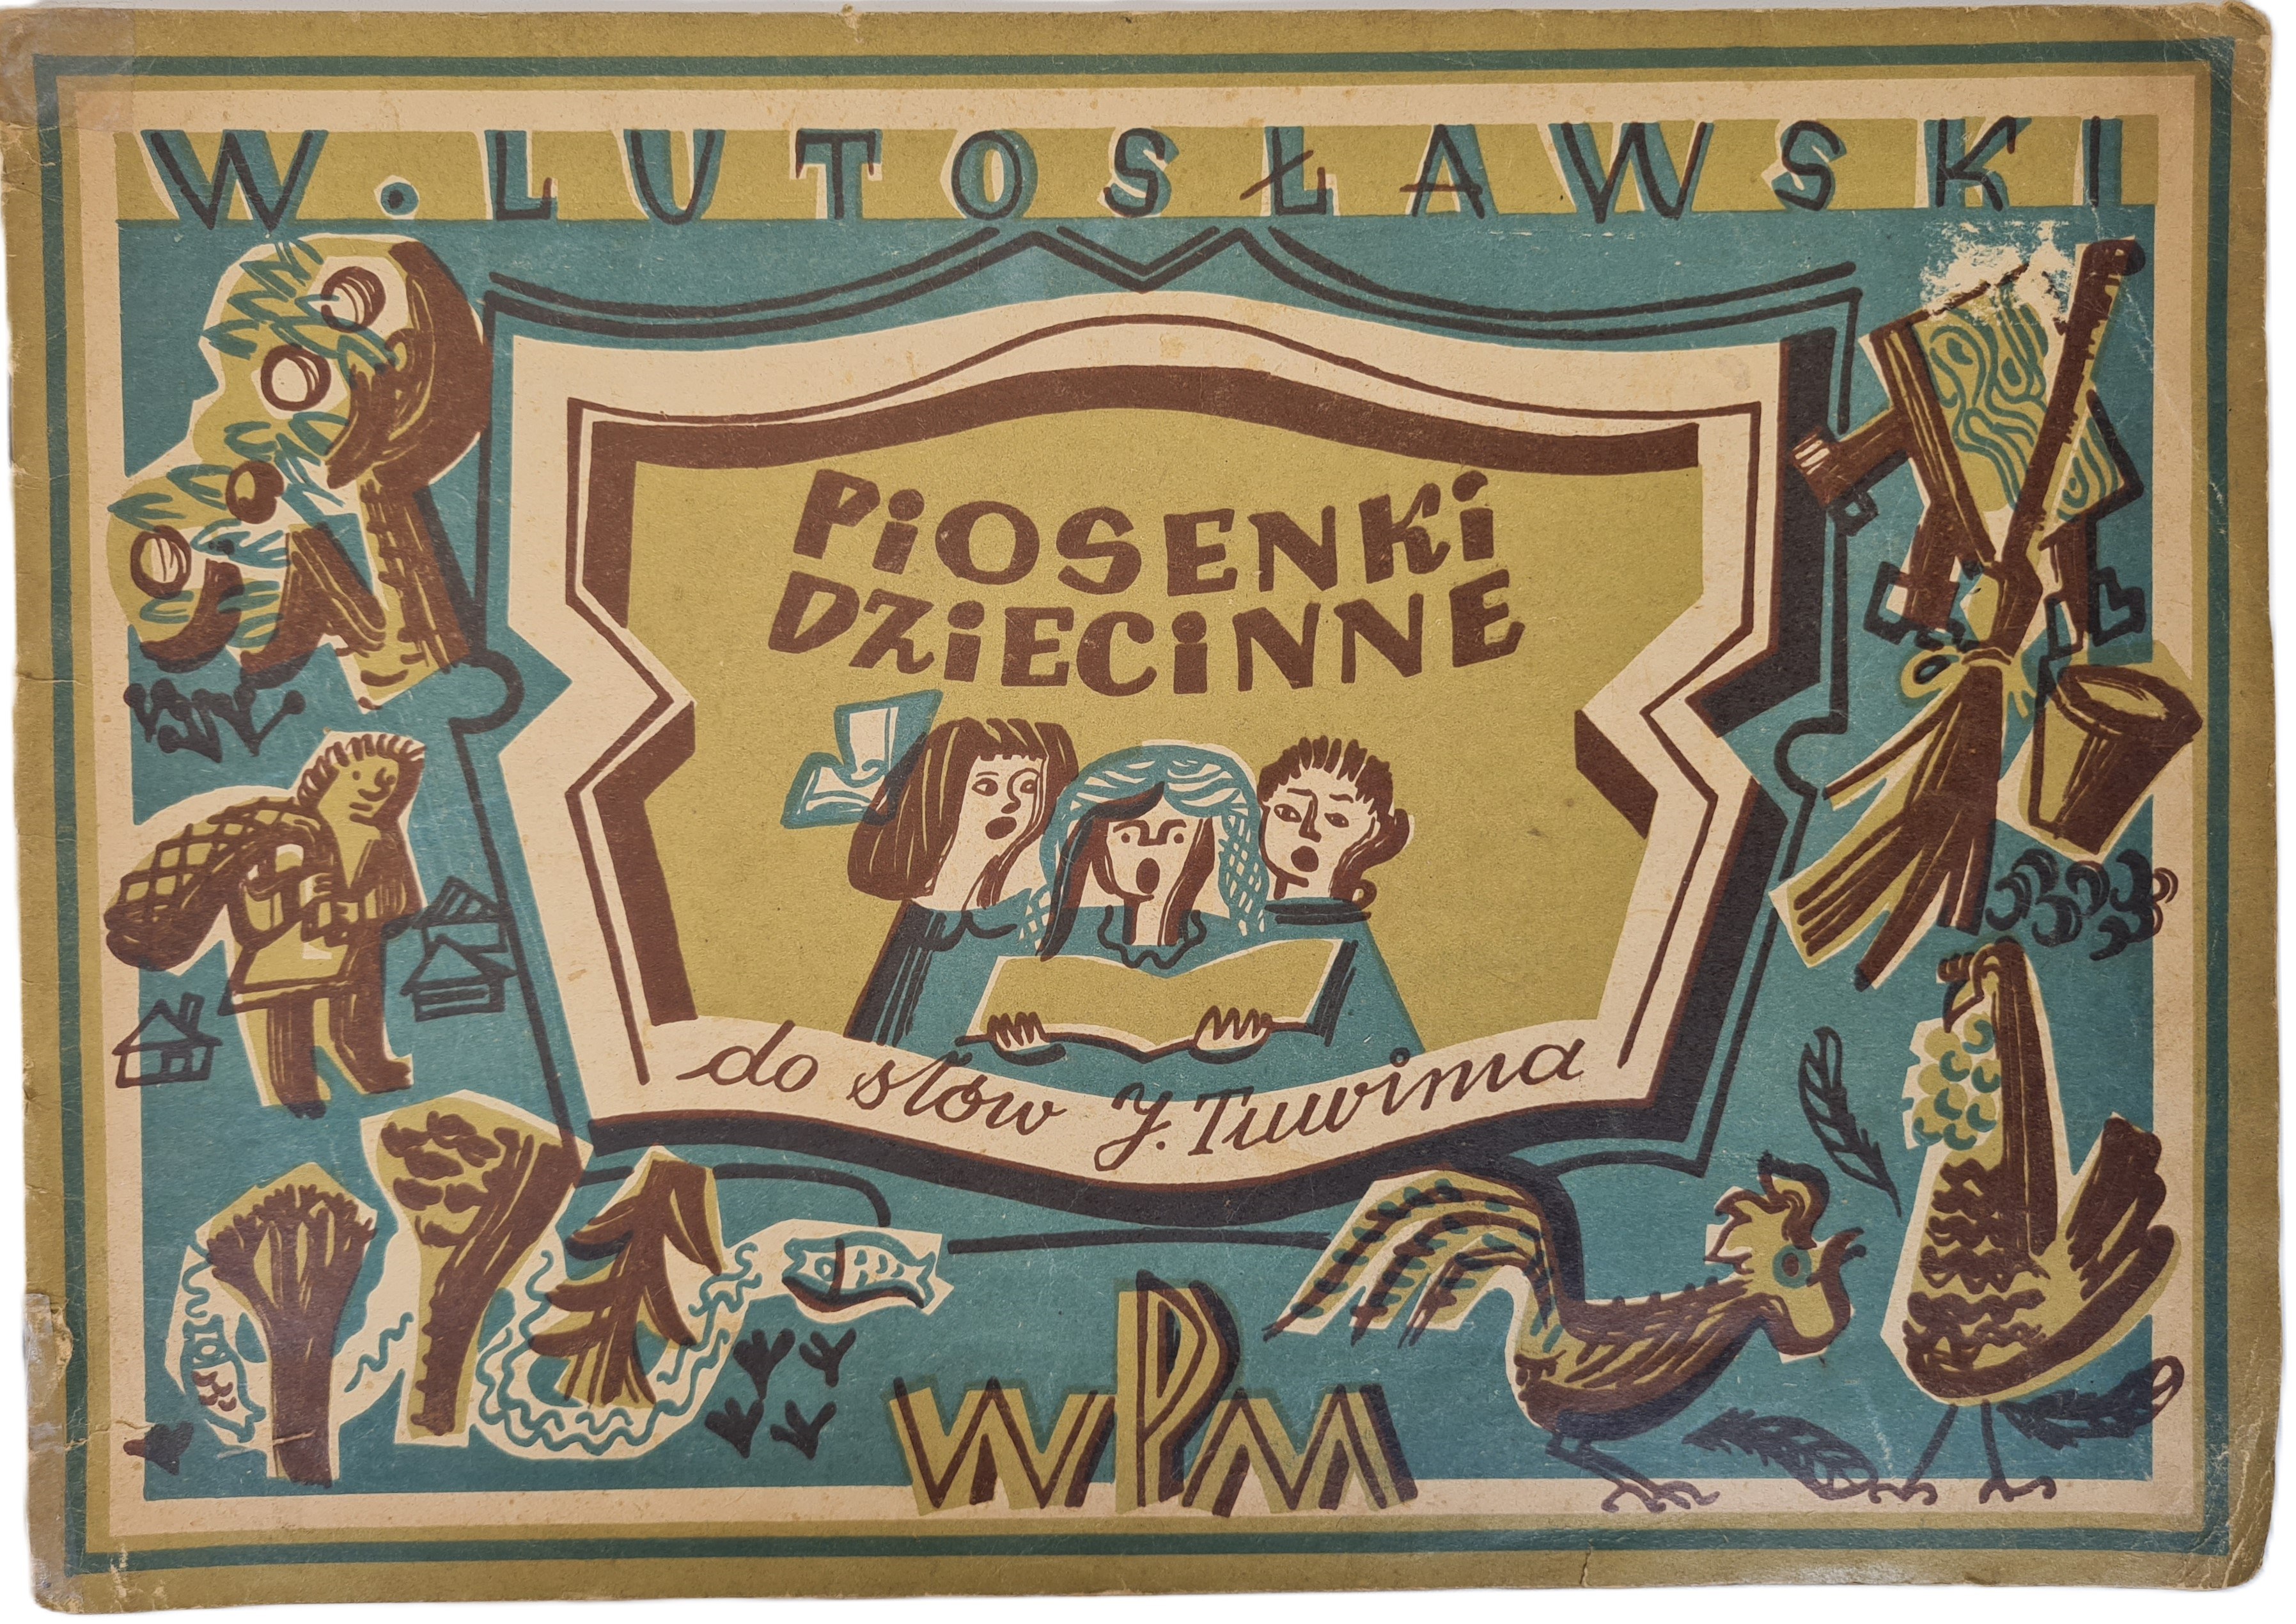 W. LUTOSŁAWSKI
PiOSENKi
DZiECiNNE
do słów J. Tuwima
WPM